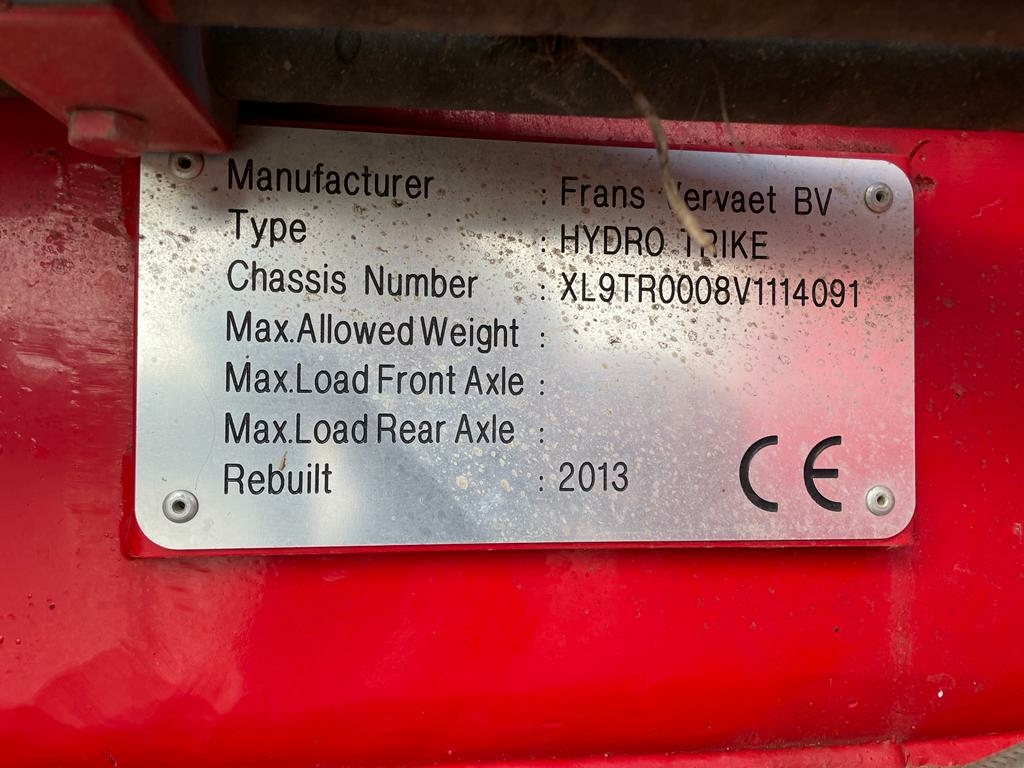 Manufacturer : Frans Vervaet BV
Type : HYDRO TRIKE
Chassis Number : XL9TR0008V1114091
Max.Allowed Weight :
Max.Load Front Axle :
Max.Load Rear Axle :
Rebuilt : 2013
CE